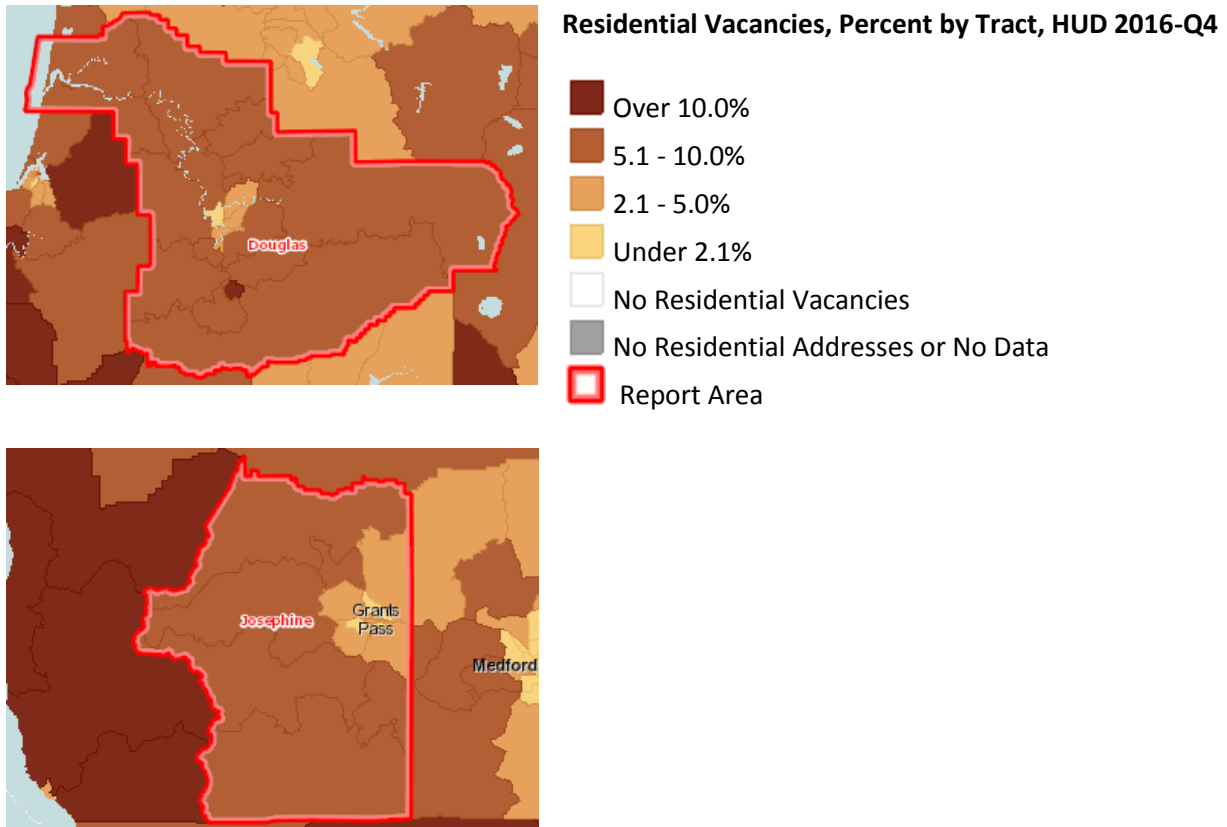 Residential Vacancies, Percent by Tract, HUD 2016-Q4
Over 10.0%
5.1 - 10.0%
2.1 - 5.0%
Under 2.1%
No Residential Vacancies
No Residential Addresses or No Data
Report Area
Douglas
Josephine
Grants
Pass
Medford